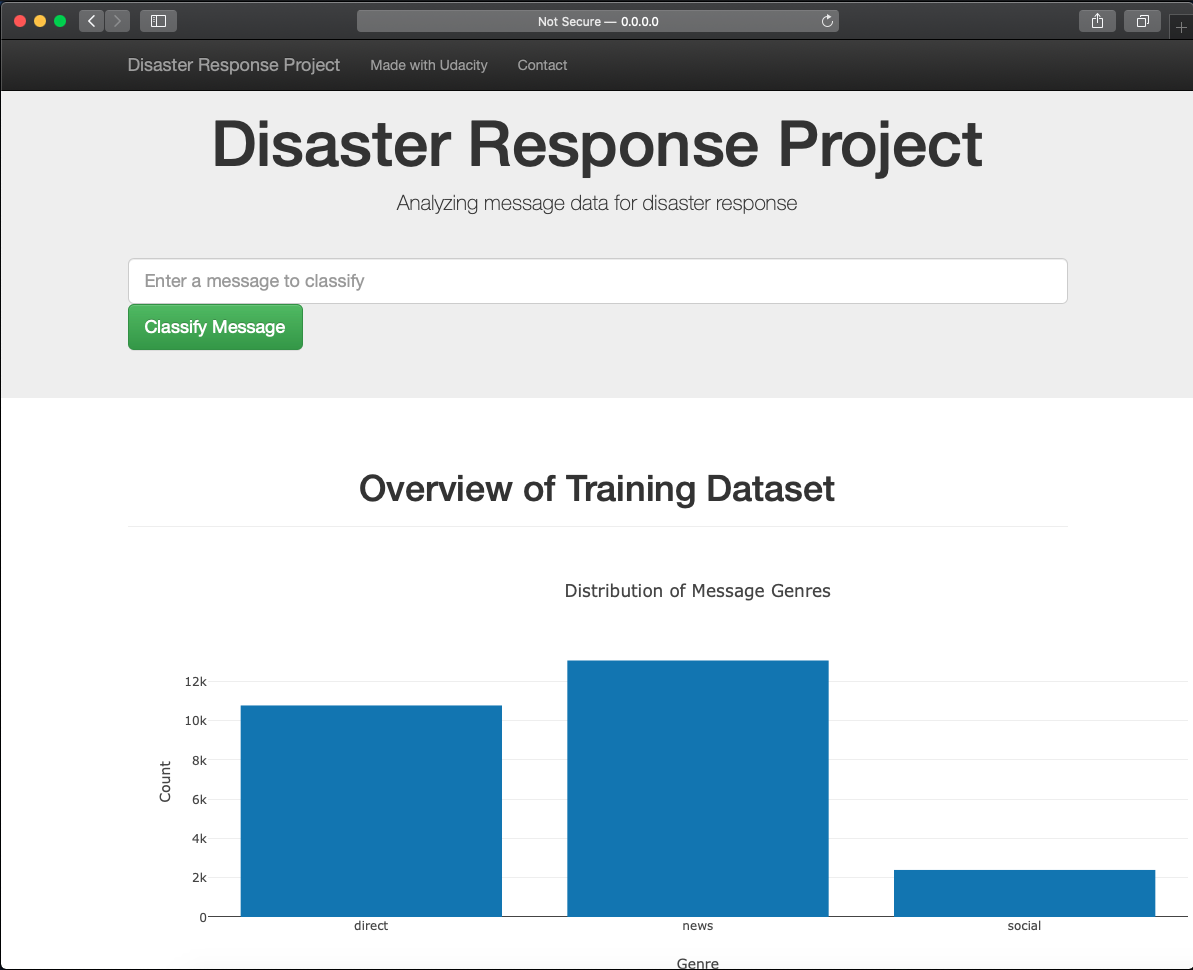 Not Secure — 0.0.0.0
Disaster Response Project Made with Udacity Contact
Disaster Response Project
Analyzing message data for disaster response
Enter a message to classify
Classify Message
Overview of Training Dataset
Distribution of Message Genres
12k
10k
8k
6k
4k
2k
0
Count
direct news social
Genre